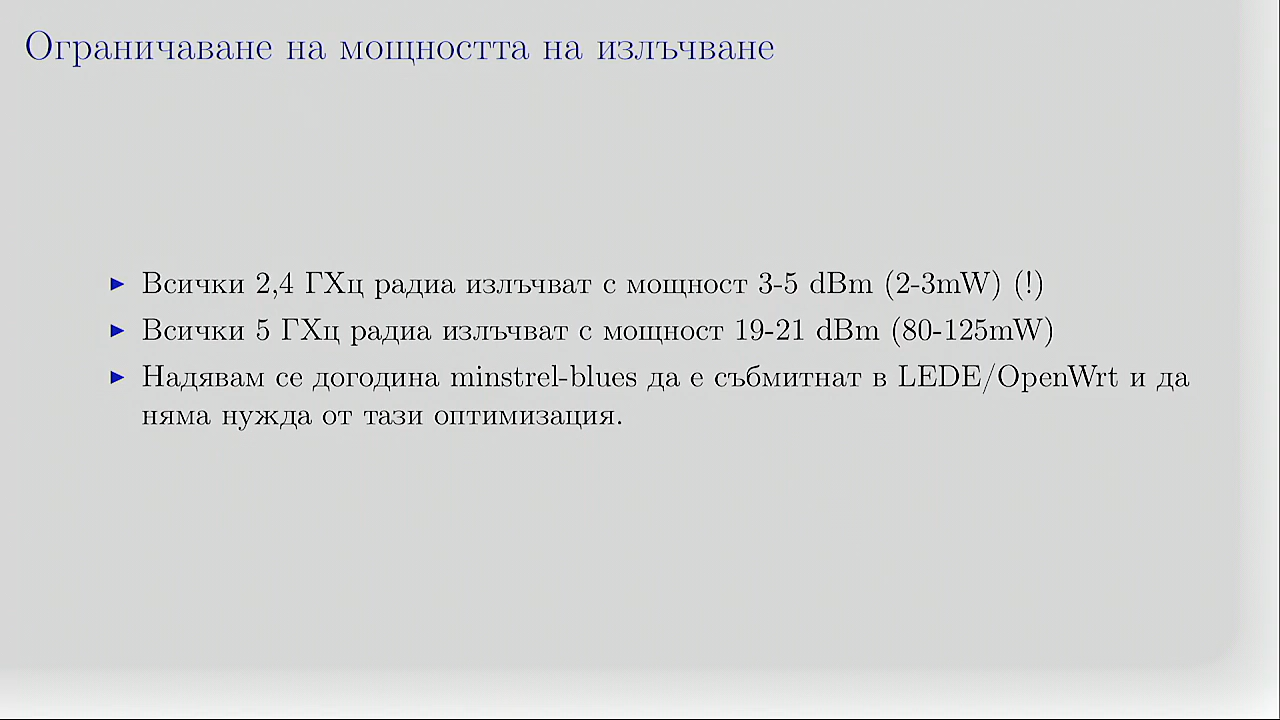 Ограничаване на мощността на излъчване
Всички 2,4 ГХц радиа излъчват с мощност 3-5 dBm (2-3mW) (!)
Всички 5 ГХц радиа излъчват с мощност 19-21 dBm (80-125mW)
Надявам се догодина minstrel-blues да е събмитнат в LEDE/OpenWrt и да
няма нужда от тази оптимизация.